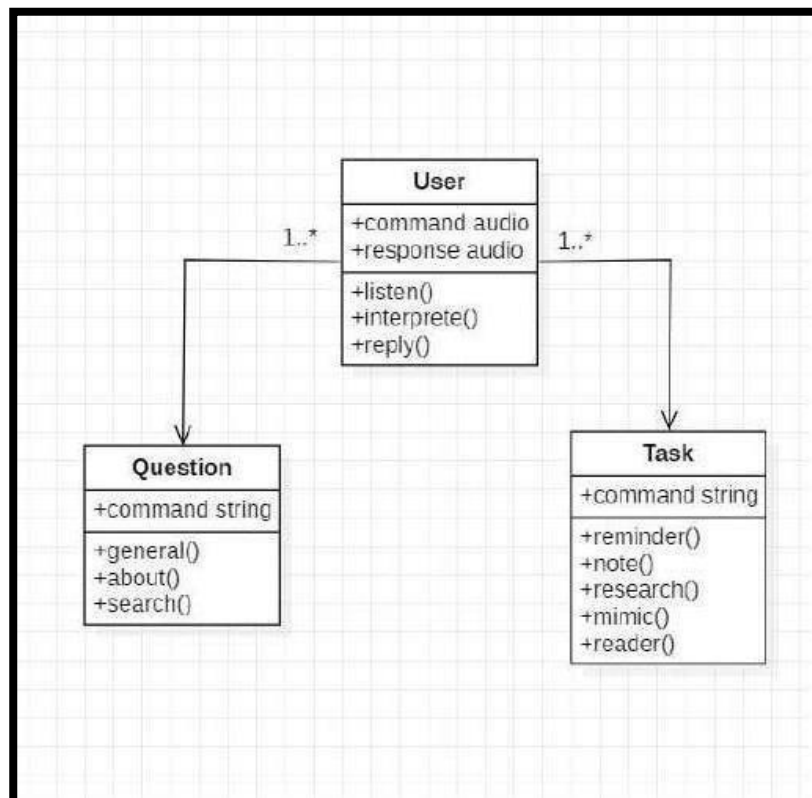 User
+command audio
+response audio
+listen()
+interprete()
+reply()
1..*
1..*
Question
+command string
+general()
+about()
+search()
Task
+command string
+reminder()
+note()
+research()
+mimic()
+reader()